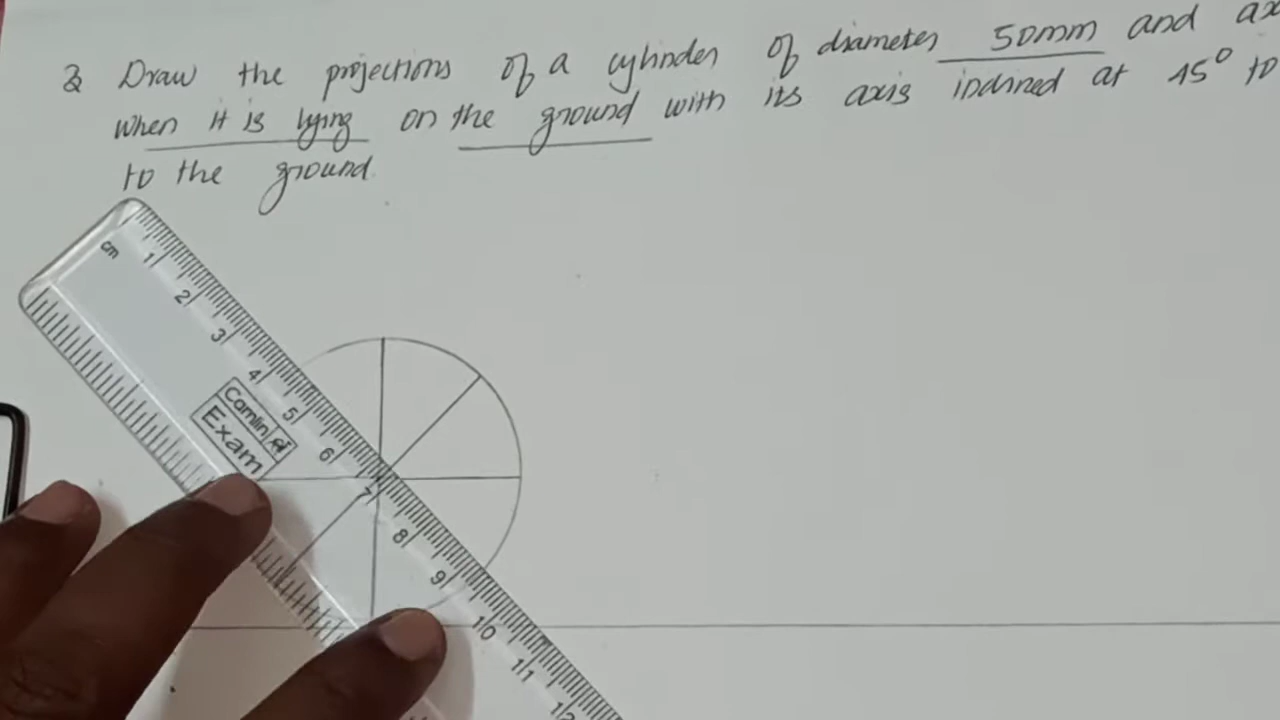 Draw the projections of a cylinder of diameter 50mm and
when it is lying on the ground with its axis inclined at 45° to
to the ground.
cm 1 2 3 4 5 6 7 8 9 10 11 12
Camlin
Exam